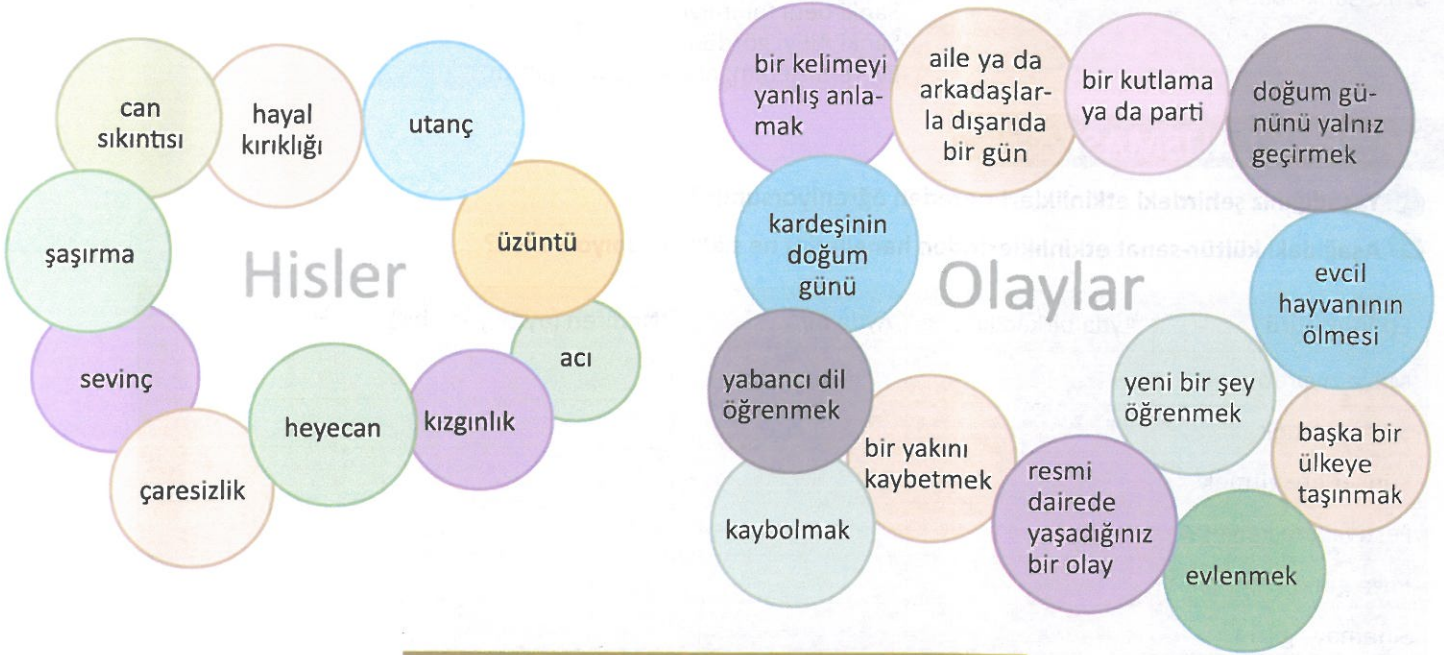 can
sıkıntısı
hayal
kırıklığı
utanç
üzüntü
acı
kızgınlık
heyecan
çaresizlik
sevinç
şaşırma
Hisler
bir kelimeyi
yanlış anla-
mak
aile ya da
arkadaşlar-
la dışarıda
bir gün
bir kutlama
ya da parti
doğum gü-
nünü yalnız
geçirmek
evcil
hayvanının
ölmesi
başka bir
ülkeye
taşınmak
evlenmek
yeni bir şey
öğrenmek
resmi
dairede
yaşadığınız
bir olay
bir yakını
kaybetmek
kaybolmak
yabancı dil
öğrenmek
kardeşinin
doğum
günü
Olaylar